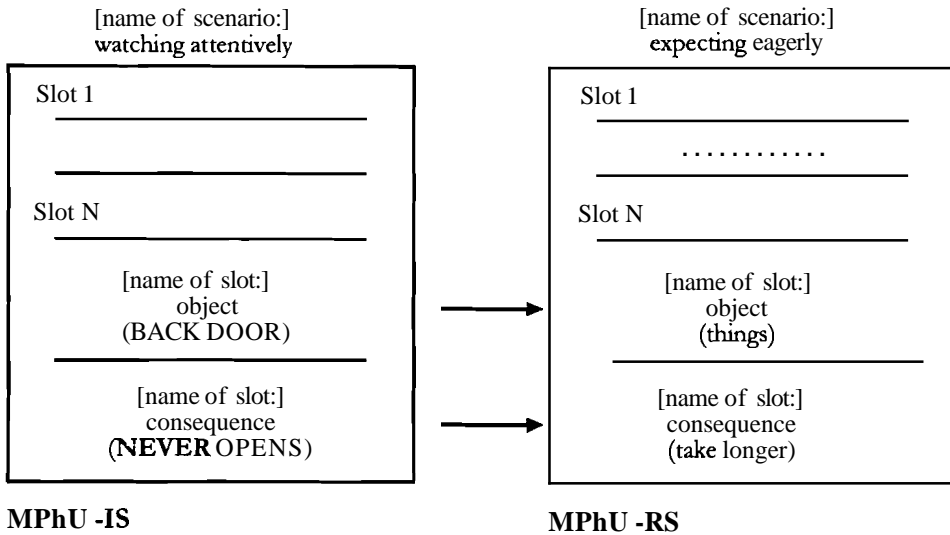 [name of scenario:]
watching attentively
Slot 1
Slot N
[name of slot:]
object
(BACK DOOR)
[name of slot:]
consequence
(NEVER OPENS)
MPhU -IS
[name of scenario:]
expecting eagerly
Slot 1
............
Slot N
[name of slot:]
object
(things)
[name of slot:]
consequence
(take longer)
MPhU -RS